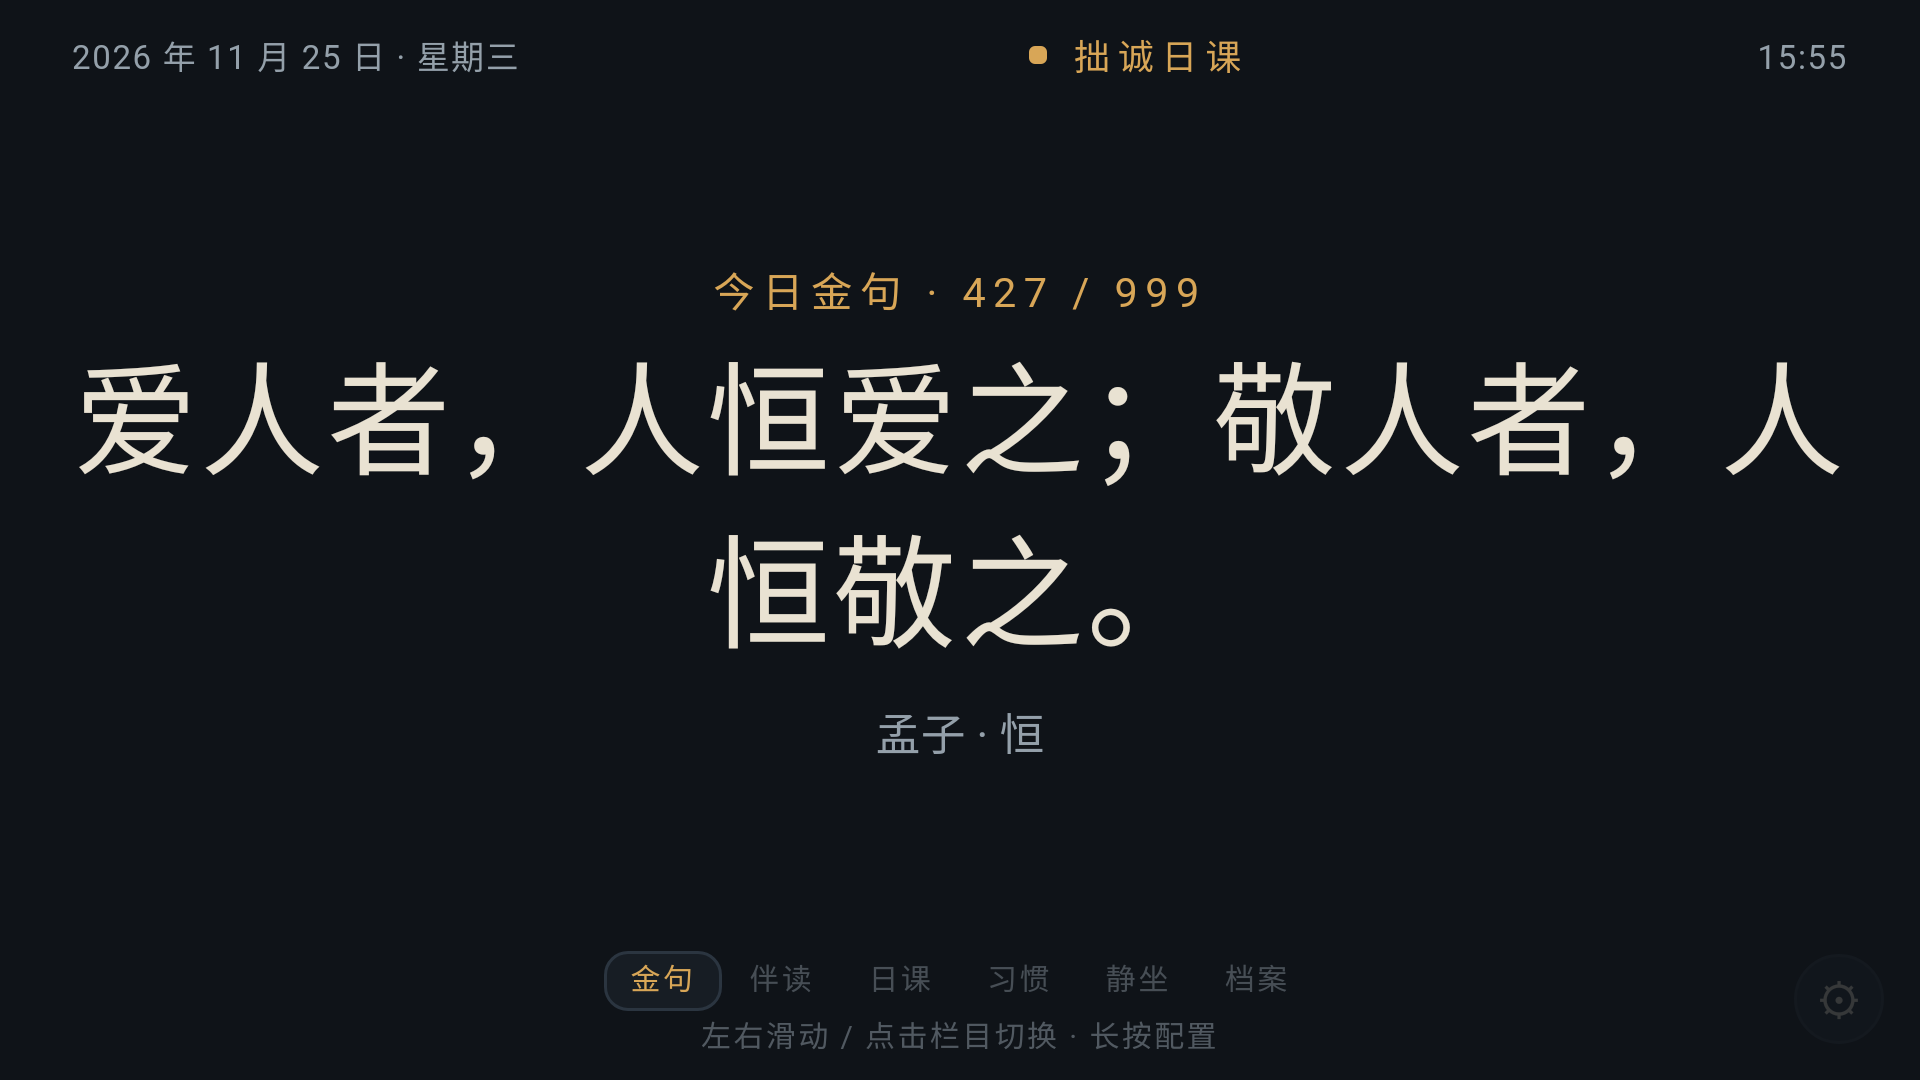 2026 年 11 月 25 日 · 星期三
拙诚日课
15:55
今日金句 · 427 / 999
爱人者，人恒爱之；敬人者，人
恒敬之。
孟子 · 恒
金句 伴读 日课 习惯 静坐 档案
左右滑动 / 点击栏目切换 · 长按配置